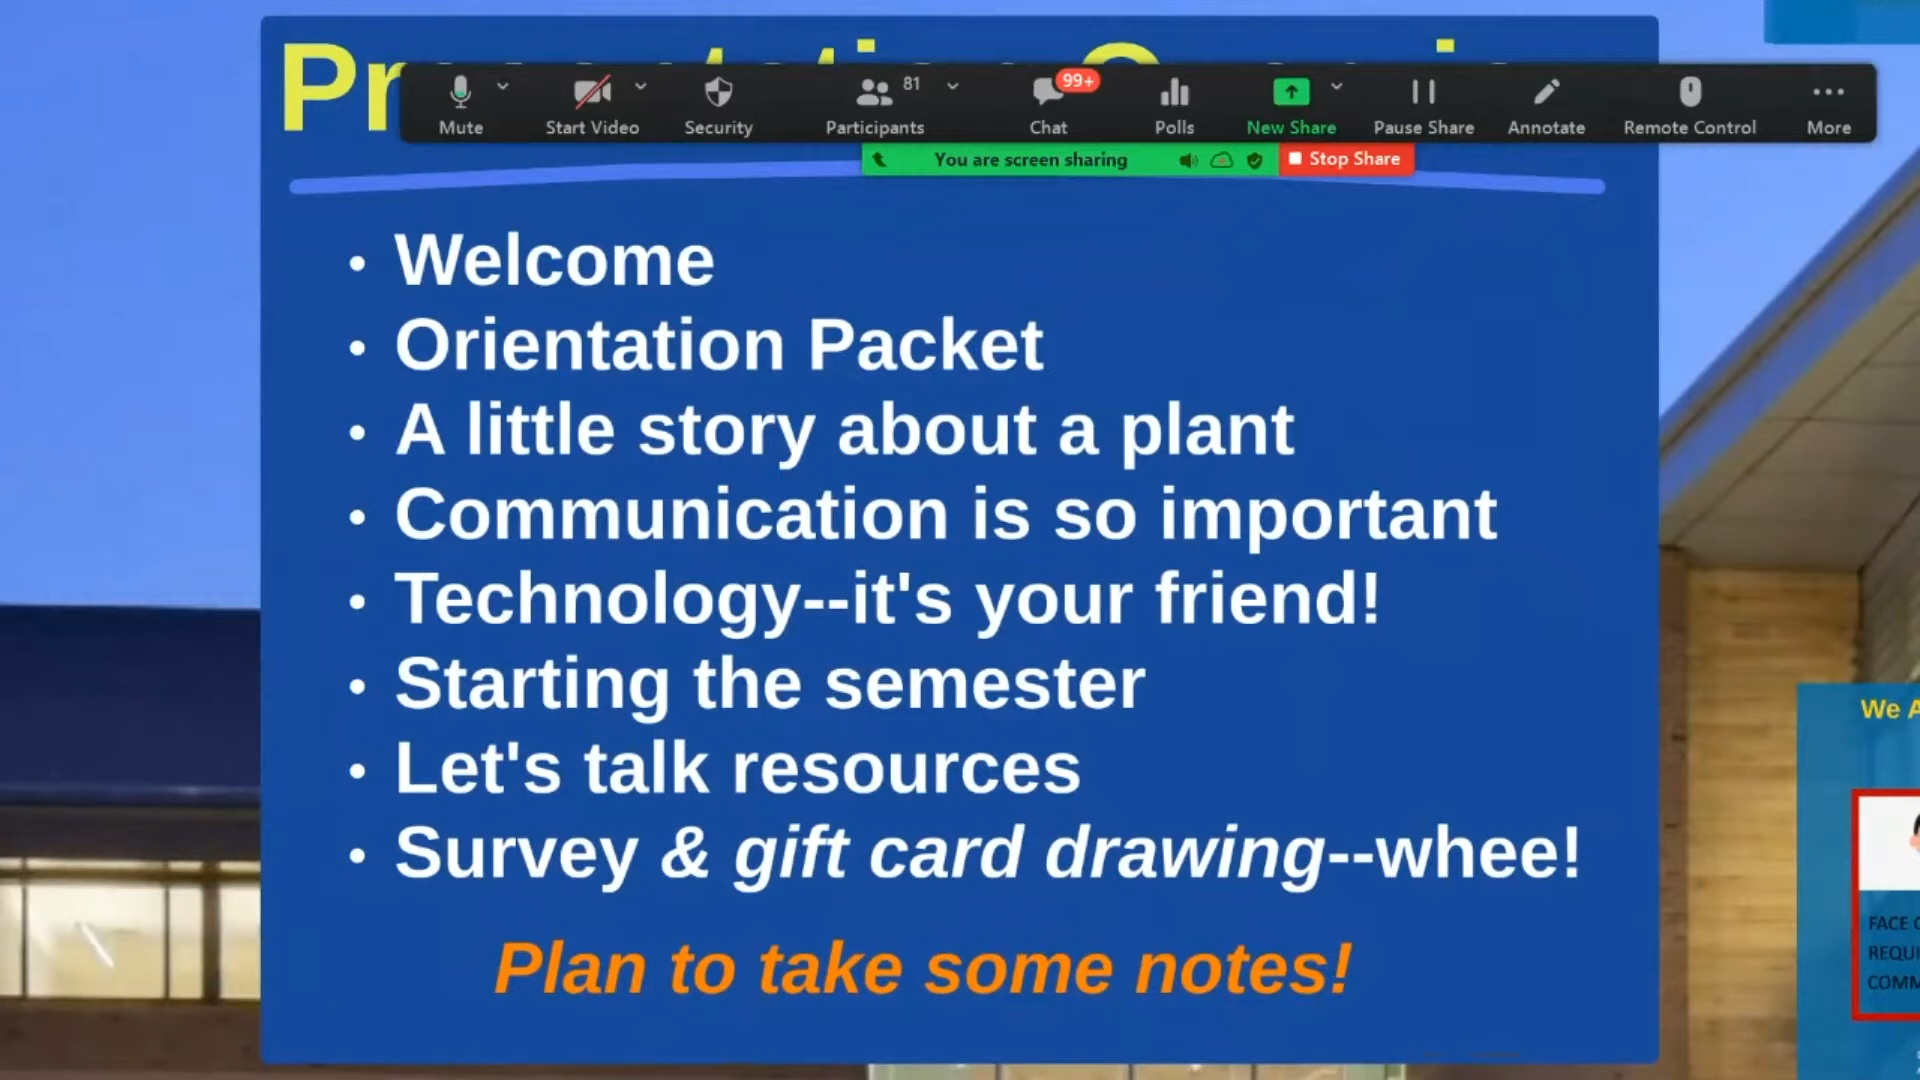 81
99+
Mute
Start Video
Security
Participants
Chat
Polls
New Share
Pause Share
Annotate
Remote Control
More
You are screen sharing
Stop Share
• Welcome
• Orientation Packet
• A little story about a plant
• Communication is so important
• Technology--it's your friend!
• Starting the semester
• Let's talk resources
• Survey & gift card drawing--whee!
Plan to take some notes!
We
FACE